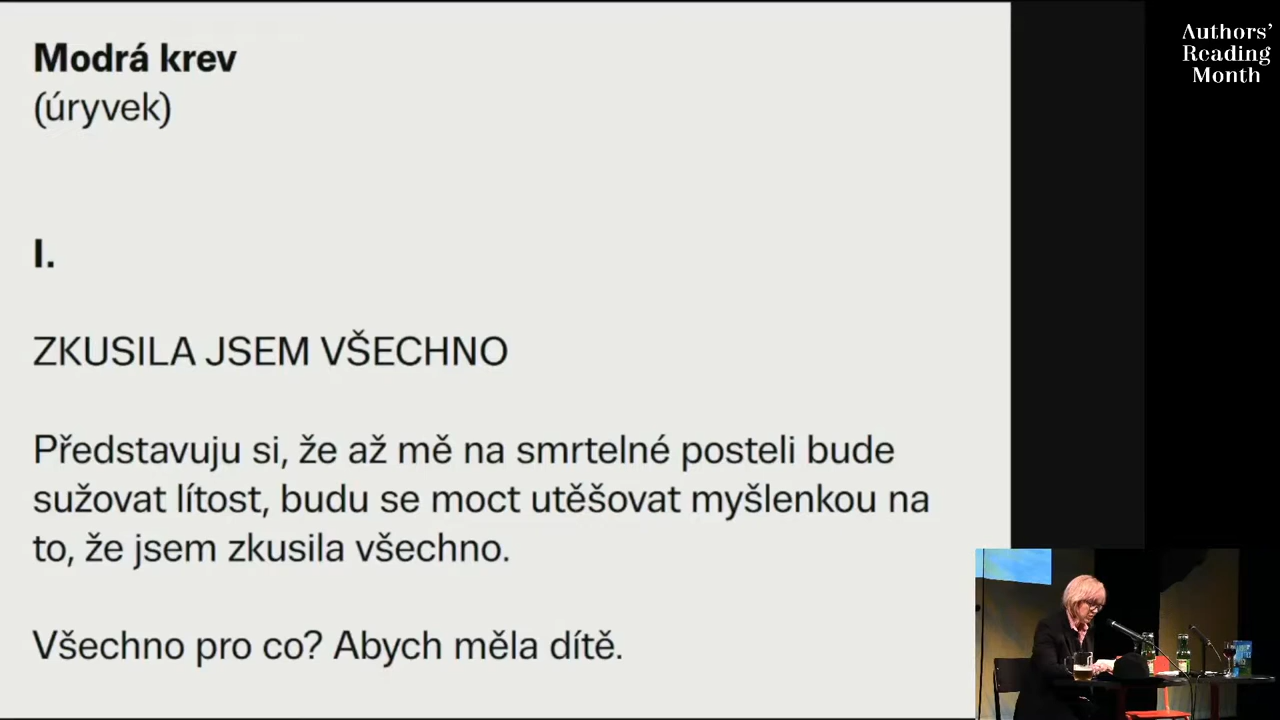 Modrá krev
(úryvek)
I.
ZKUSILA JSEM VŠECHNO
Představuju si, že až mě na smrtelné posteli bude
sužovat lítost, budu se moct utěšovat myšlenkou na
to, že jsem zkusila všechno.
Všechno pro co? Abych měla dítě.
Authors'
Reading
Month